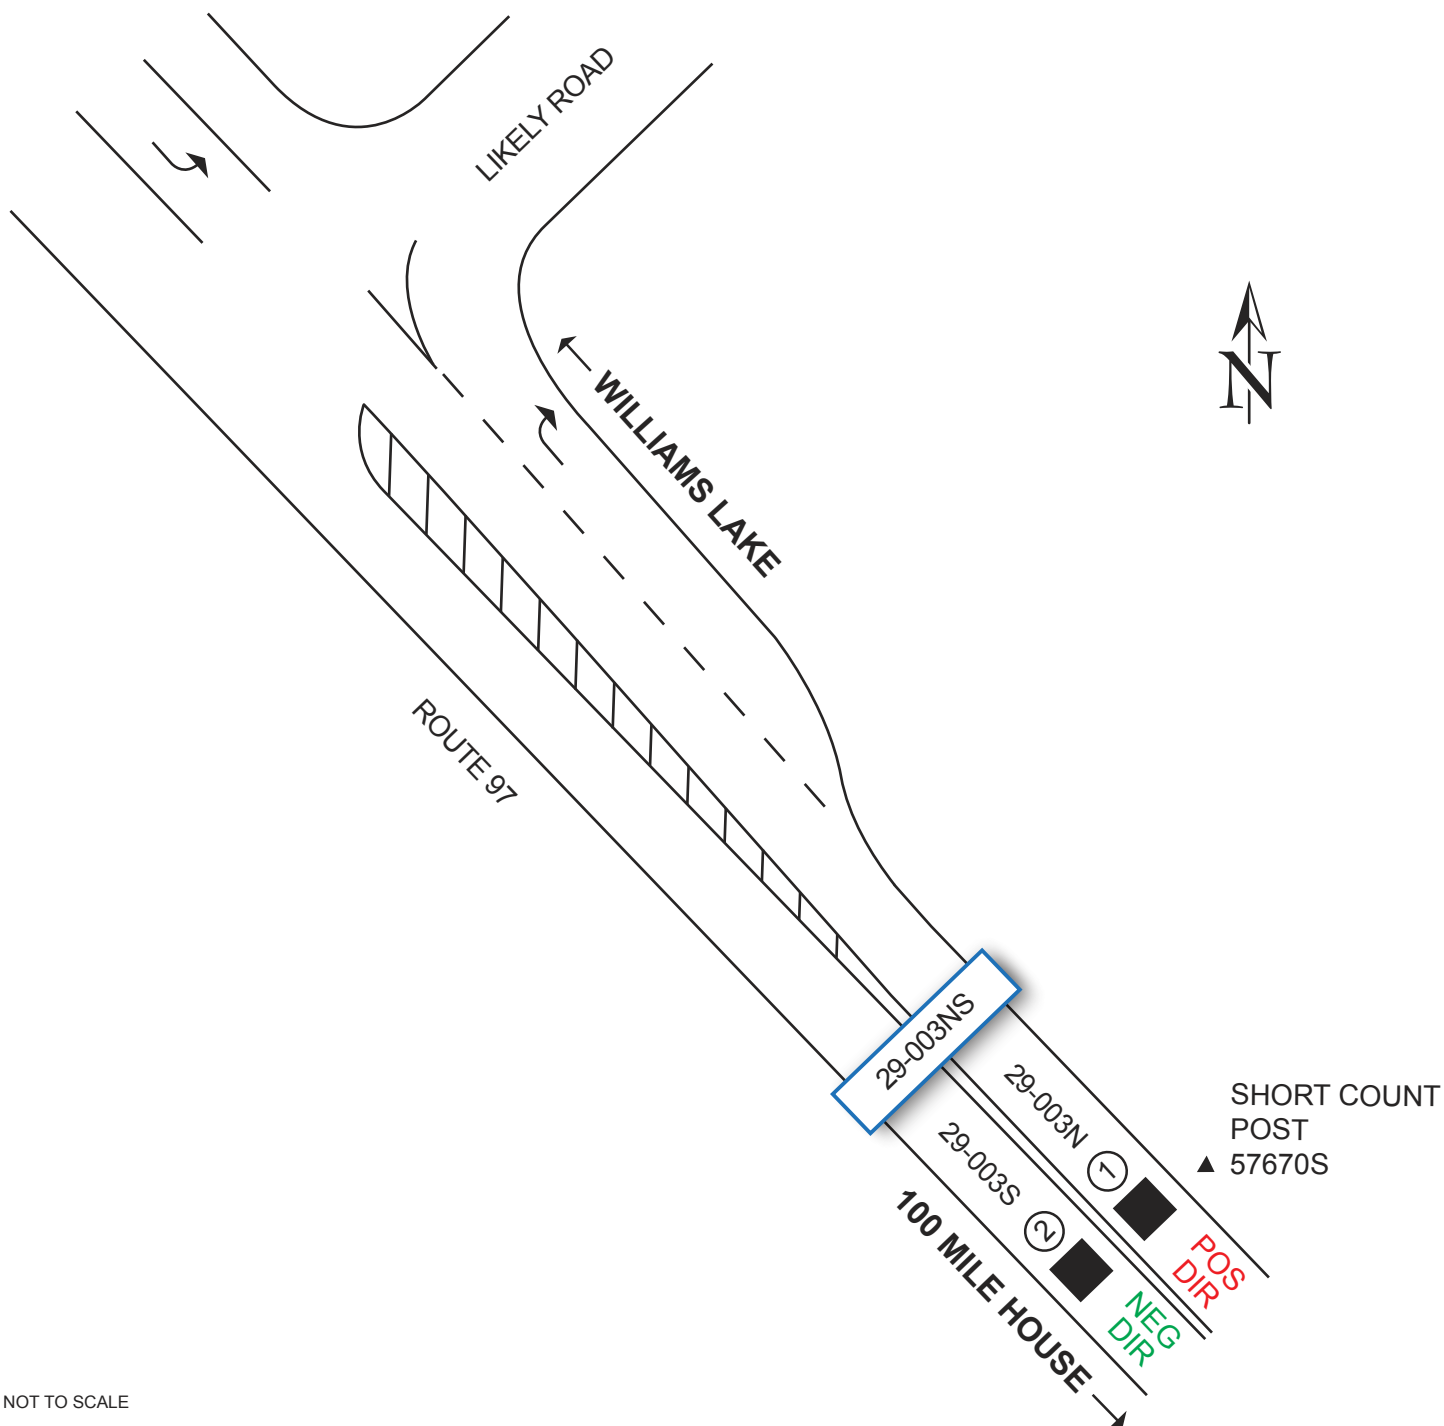 LIKELY ROAD
N
WILLIAMS LAKE
ROUTE 97
29-003NS
29-003N
1
SHORT COUNT
POST
57670S
29-003S
2
POS
DIR
NEG
DIR
100 MILE HOUSE
NOT TO SCALE